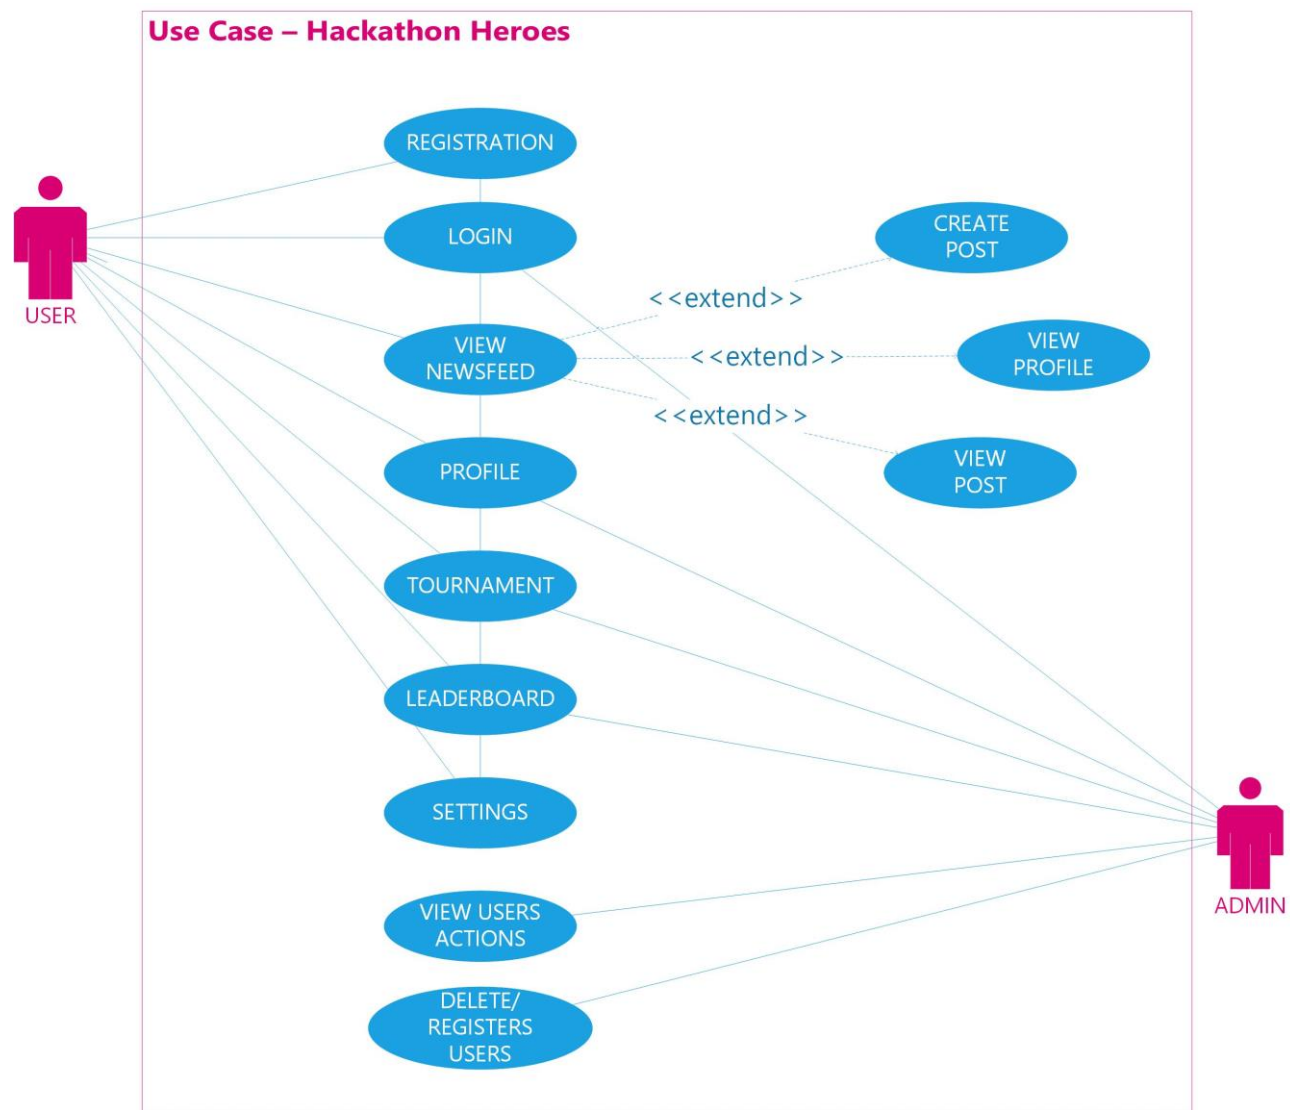 Use Case – Hackathon Heroes
REGISTRATION
LOGIN
CREATE
POST
<<extend>>
USER
VIEW
NEWSFEED
<<extend>>
VIEW
PROFILE
<<extend>>
PROFILE
VIEW
POST
TOURNAMENT
LEADERBOARD
SETTINGS
VIEW USERS
ACTIONS
ADMIN
DELETE/
REGISTERS
USERS